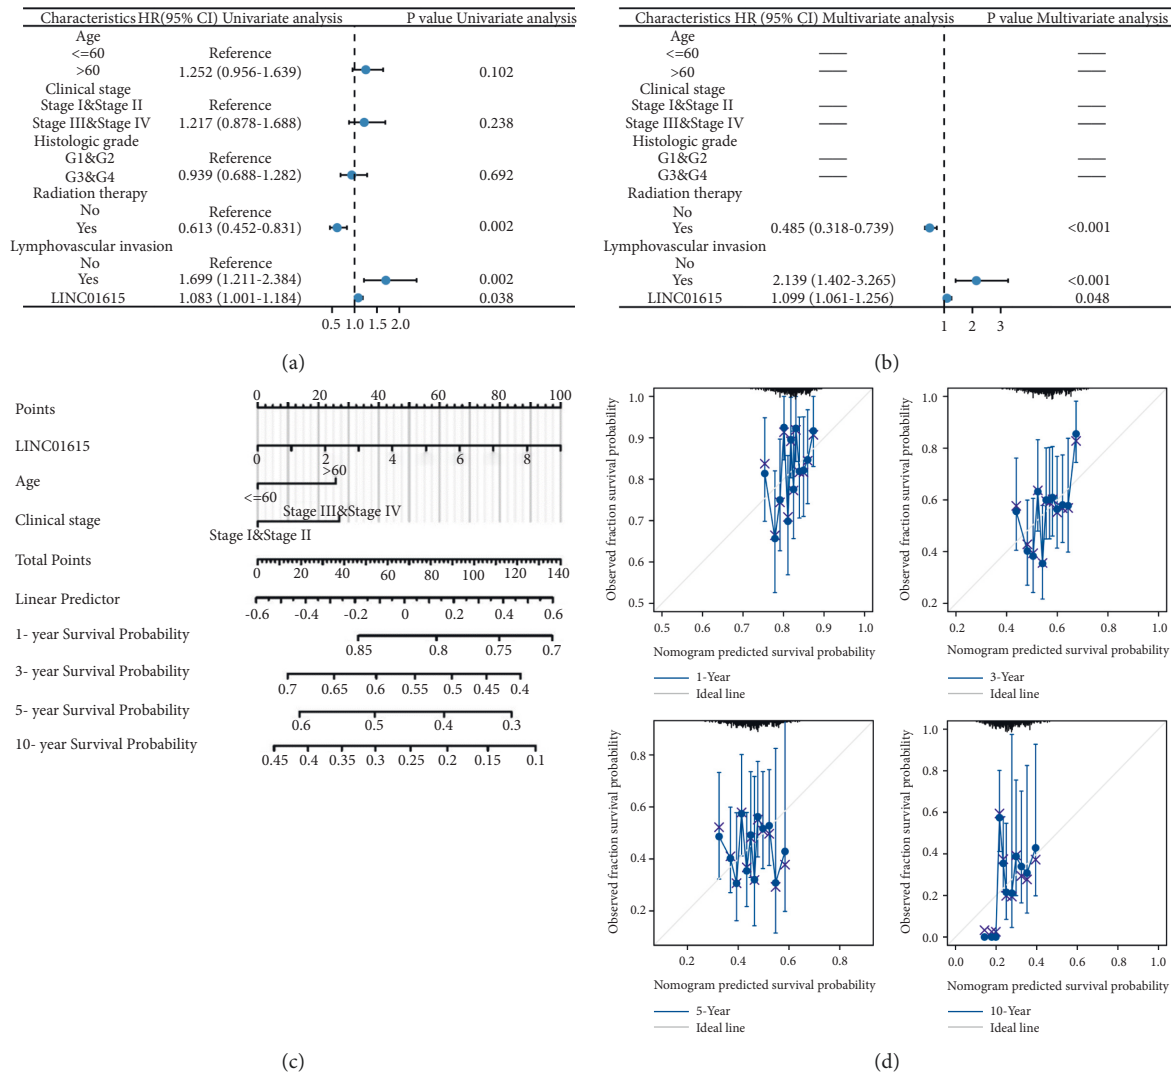 Characteristics HR(95% CI) Univariate analysis P value Univariate analysis
Age
<=60 Reference
>60 1.252 (0.956-1.639) 0.102
Clinical stage
Stage I&Stage II Reference
Stage III&Stage IV 1.217 (0.878-1.688) 0.238
Histologic grade
G1&G2 Reference
G3&G4 0.939 (0.688-1.282) 0.692
Radiation therapy
No Reference
Yes 0.613 (0.452-0.831) 0.002
Lymphovascular invasion
No Reference
Yes 1.699 (1.211-2.384) 0.002
LINC01615 1.083 (1.001-1.184) 0.038
0.5 1.0 1.5 2.0
(a)
Characteristics HR (95% CI) Multivariate analysis P value Multivariate analysis
Age
<=60
>60
Clinical stage
Stage I&Stage II
Stage III&Stage IV
Histologic grade
G1&G2
G3&G4
Radiation therapy
No
Yes 0.485 (0.318-0.739) <0.001
Lymphovascular invasion
No
Yes 2.139 (1.402-3.265) <0.001
LINC01615 1.099 (1.061-1.256) 0.048
1 2 3
(b)
0 20 40 60 80 100
Points
LINC01615
0 2 4 6 8
>60
Age
<=60
Stage III&Stage IV
Clinical stage
Stage I&Stage II
Total Points
0 20 40 60 80 100 120 140
Linear Predictor
-0.6 -0.4 -0.2 0 0.2 0.4 0.6
1- year Survival Probability
0.85 0.8 0.75 0.7
3- year Survival Probability
0.7 0.65 0.6 0.55 0.5 0.45 0.4
5- year Survival Probability
0.6 0.5 0.4 0.3
10- year Survival Probability
0.45 0.4 0.35 0.3 0.25 0.2 0.15 0.1
(c)
Observed fraction survival probability
1.0
0.9
0.8
0.7
0.6
0.5
0.5 0.6 0.7 0.8 0.9 1.0
Nomogram predicted survival probability
1-Year
Ideal line
Observed fraction survival probability
1.0
0.8
0.6
0.4
0.2
0.2 0.4 0.6 0.8 1.0
Nomogram predicted survival probability
3-Year
Ideal line
Observed fraction survival probability
0.8
0.6
0.4
0.2
0.2 0.4 0.6 0.8
Nomogram predicted survival probability
5-Year
Ideal line
Observed fraction survival probability
1.0
0.8
0.6
0.4
0.2
0.0
0.0 0.2 0.4 0.6 0.8 1.0
Nomogram predicted survival probability
10-Year
Ideal line
(d)